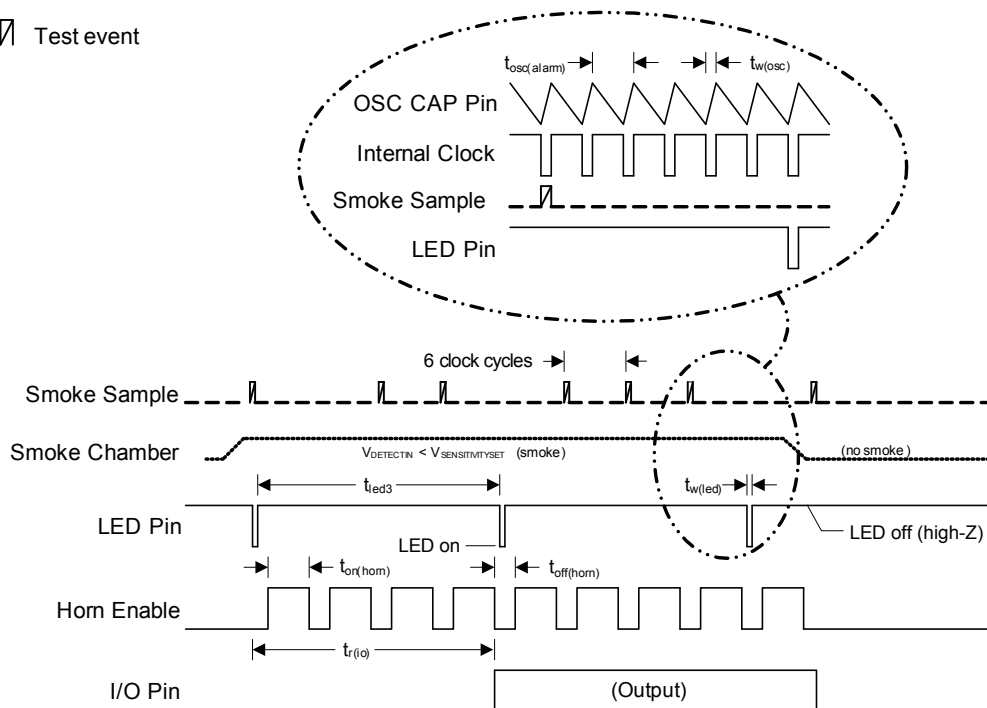 Test event
tosc(alarm)
tw(osc)
OSC CAP Pin
Internal Clock
Smoke Sample
LED Pin
6 clock cycles
Smoke Sample
Smoke Chamber
VDETECTIN < VSENSITIVITYSET (smoke)
(no smoke)
tled3
tw(led)
LED Pin
LED on
LED off (high-Z)
ton(horn)
toff(horn)
Horn Enable
tr(io)
I/O Pin
(Output)